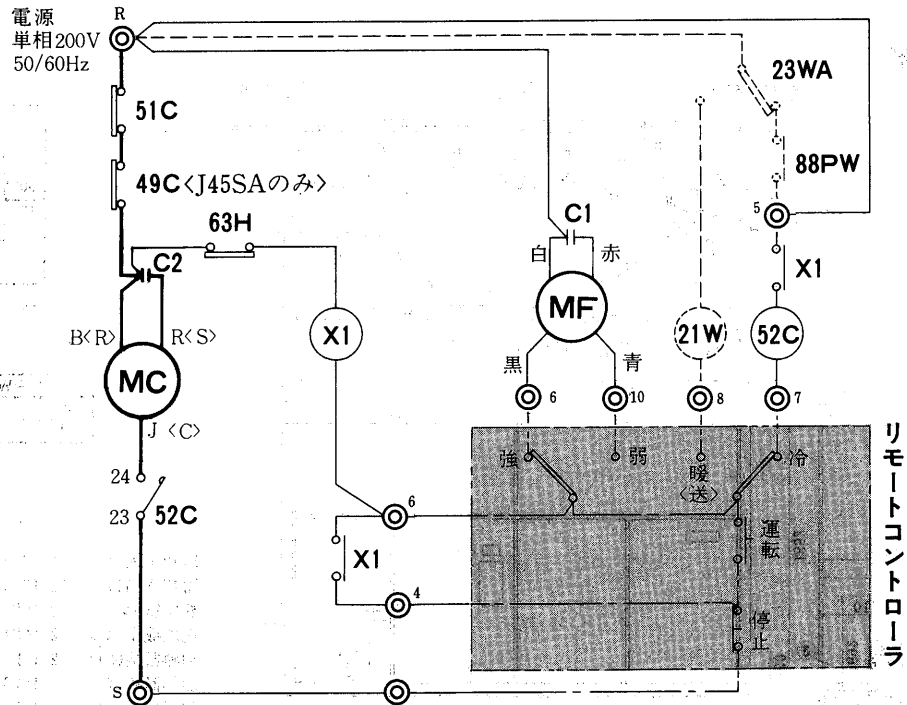 電源
単相200V
50/60Hz
R
51C
49C〈J45SAのみ〉
63H
C2
B〈R〉
R〈S〉
MC
J〈C〉
24
23
52C
S
X1
6
X1
4
C1
白
赤
MF
黒
青
6
10
23WA
88PW
5
X1
21W
52C
8
7
強
弱
暖
〈送〉
冷
運転
停止
リモートコントローラ